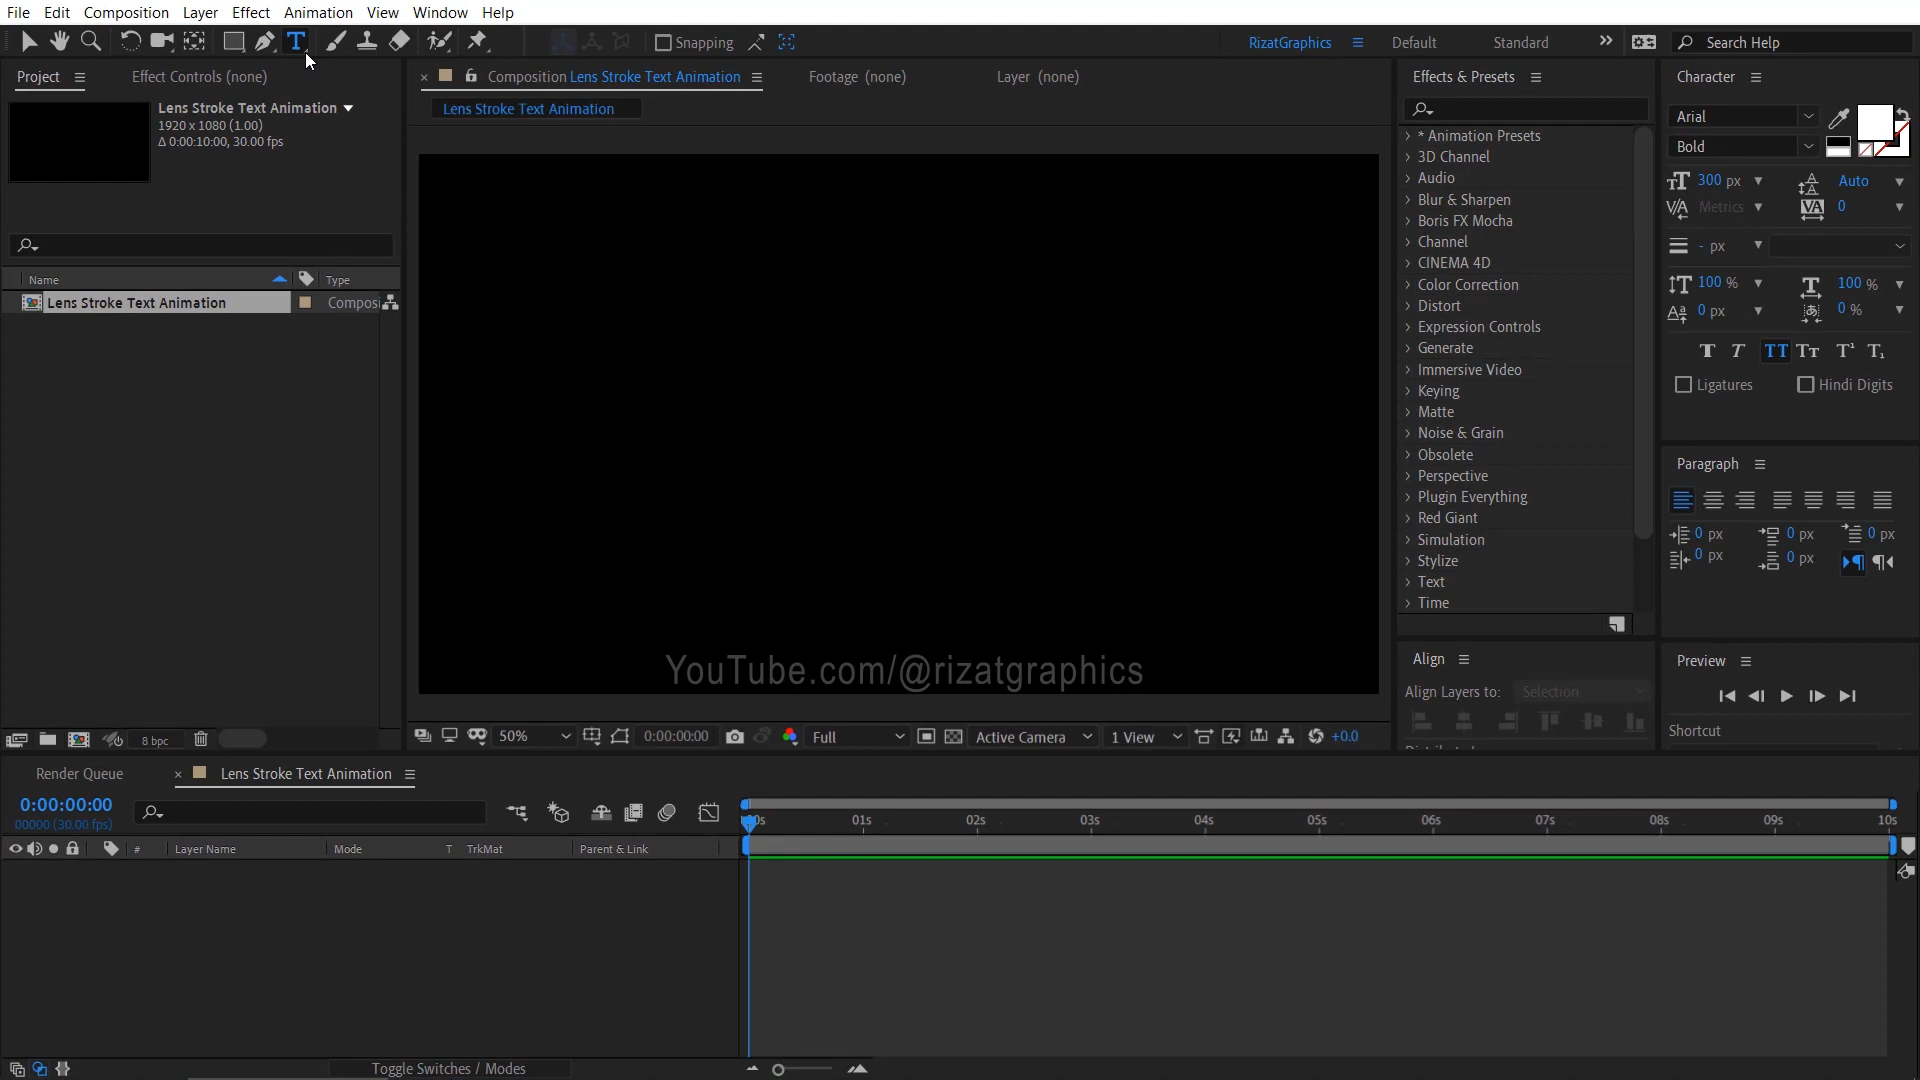 File Edit Composition Layer Effect Animation View Window Help
Snapping
RizatGraphics Default Standard Search Help
Project Effect Controls (none)
Composition Lens Stroke Text Animation Footage (none) Layer (none)
Effects & Presets
Character
Lens Stroke Text Animation
1920 x 1080 (1.00)
Δ 0:00:10:00, 30.00 fps
Lens Stroke Text Animation
Name Type
Lens Stroke Text Animation Composi
8 bpc
YouTube.com/@rizatgraphics
50% 0:00:00:00 Full Active Camera 1 View +0.0
* Animation Presets
3D Channel
Audio
Blur & Sharpen
Boris FX Mocha
Channel
CINEMA 4D
Color Correction
Distort
Expression Controls
Generate
Immersive Video
Keying
Matte
Noise & Grain
Obsolete
Perspective
Plugin Everything
Red Giant
Simulation
Stylize
Text
Time
Align
Align Layers to: Selection
Arial
Bold
300 px Auto
Metrics 0
- px
100 % 100 %
0 px 0 %
Ligatures Hindi Digits
Paragraph
0 px 0 px 0 px
0 px 0 px
Preview
Shortcut
Render Queue Lens Stroke Text Animation
0:00:00:00
00000 (30.00 fps)
# Layer Name Mode T TrkMat Parent & Link
01s 02s 03s 04s 05s 06s 07s 08s 09s 10s
Toggle Switches / Modes